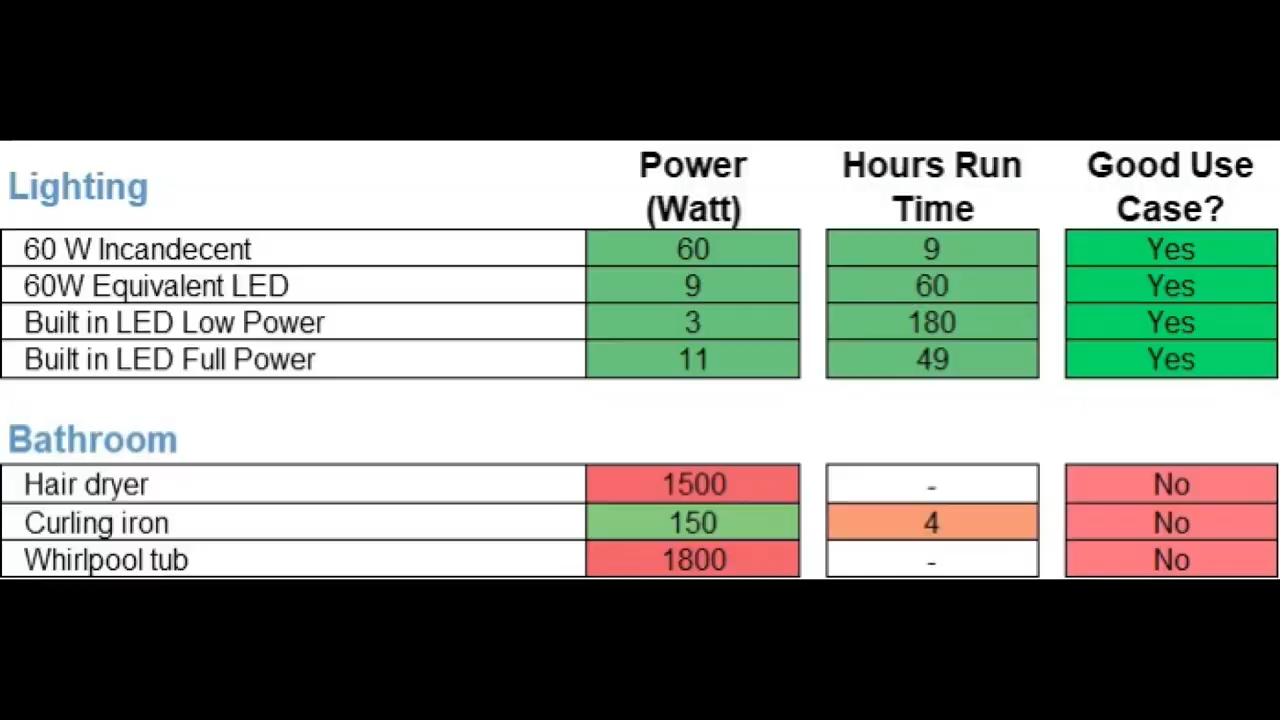 Lighting Power (Watt) Hours Run Time Good Use Case?
60 W Incandecent 60 9 Yes
60W Equivalent LED 9 60 Yes
Built in LED Low Power 3 180 Yes
Built in LED Full Power 11 49 Yes
Bathroom
Hair dryer 1500 - No
Curling iron 150 4 No
Whirlpool tub 1800 - No